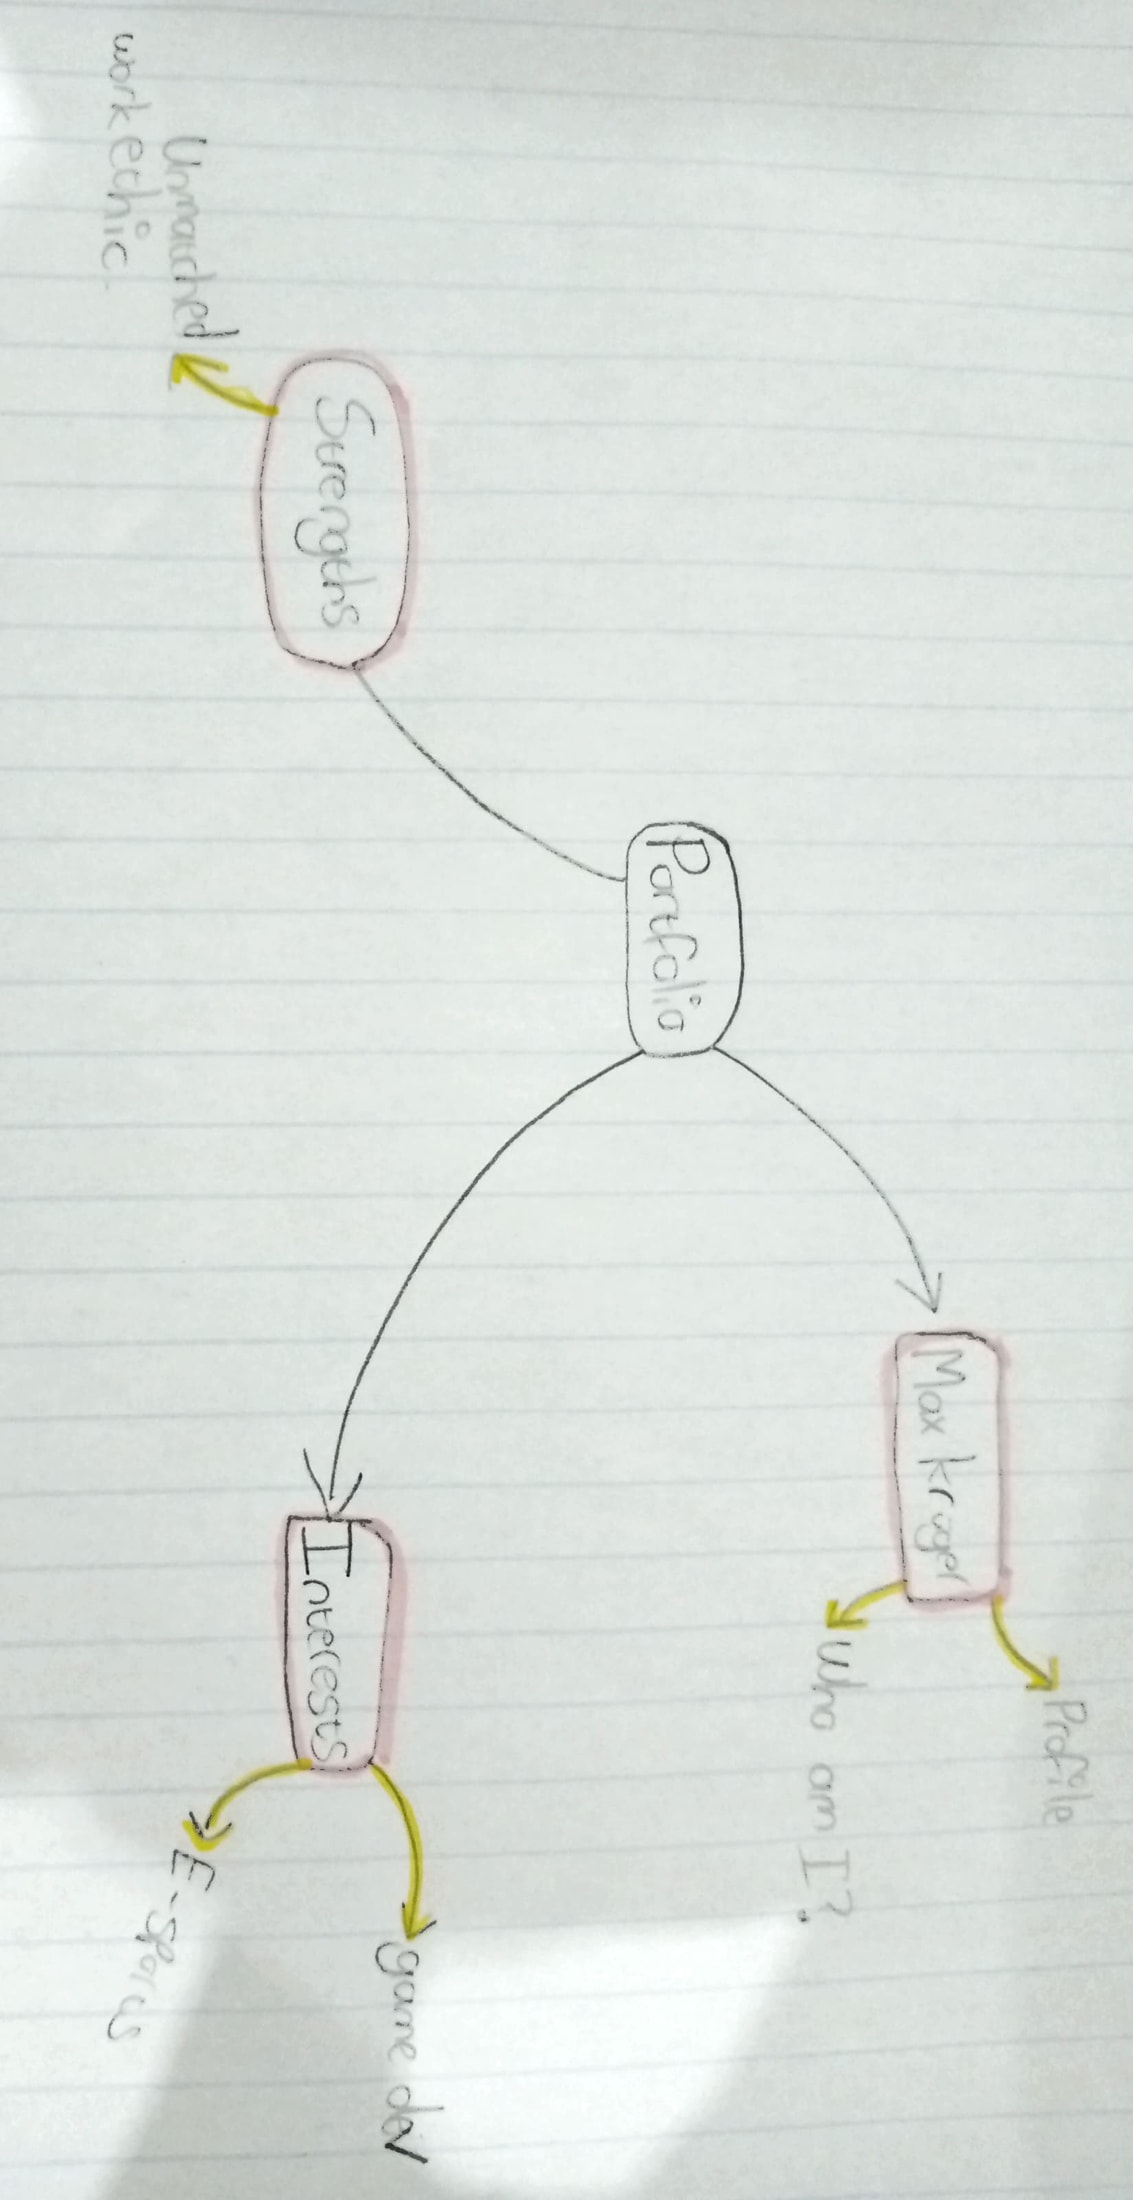 Profile
Max kruger
Who am I?
Portfolio
Strengths
Unmatched
work ethic.
Interests
game dev
E-sports